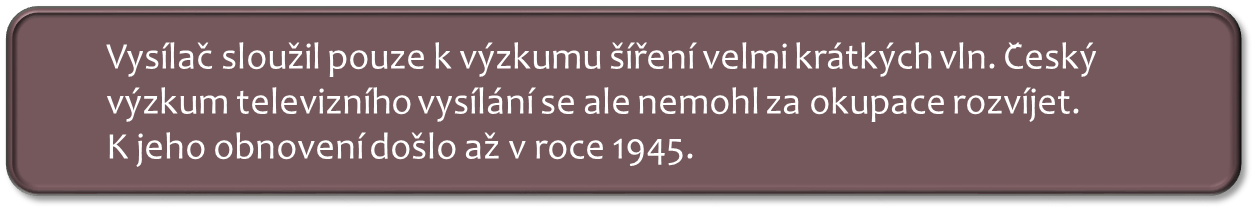 Vysílač sloužil pouze k výzkumu šíření velmi krátkých vln. Český
výzkum televizního vysílání se ale nemohl za okupace rozvíjet.
K jeho obnovení došlo až v roce 1945.